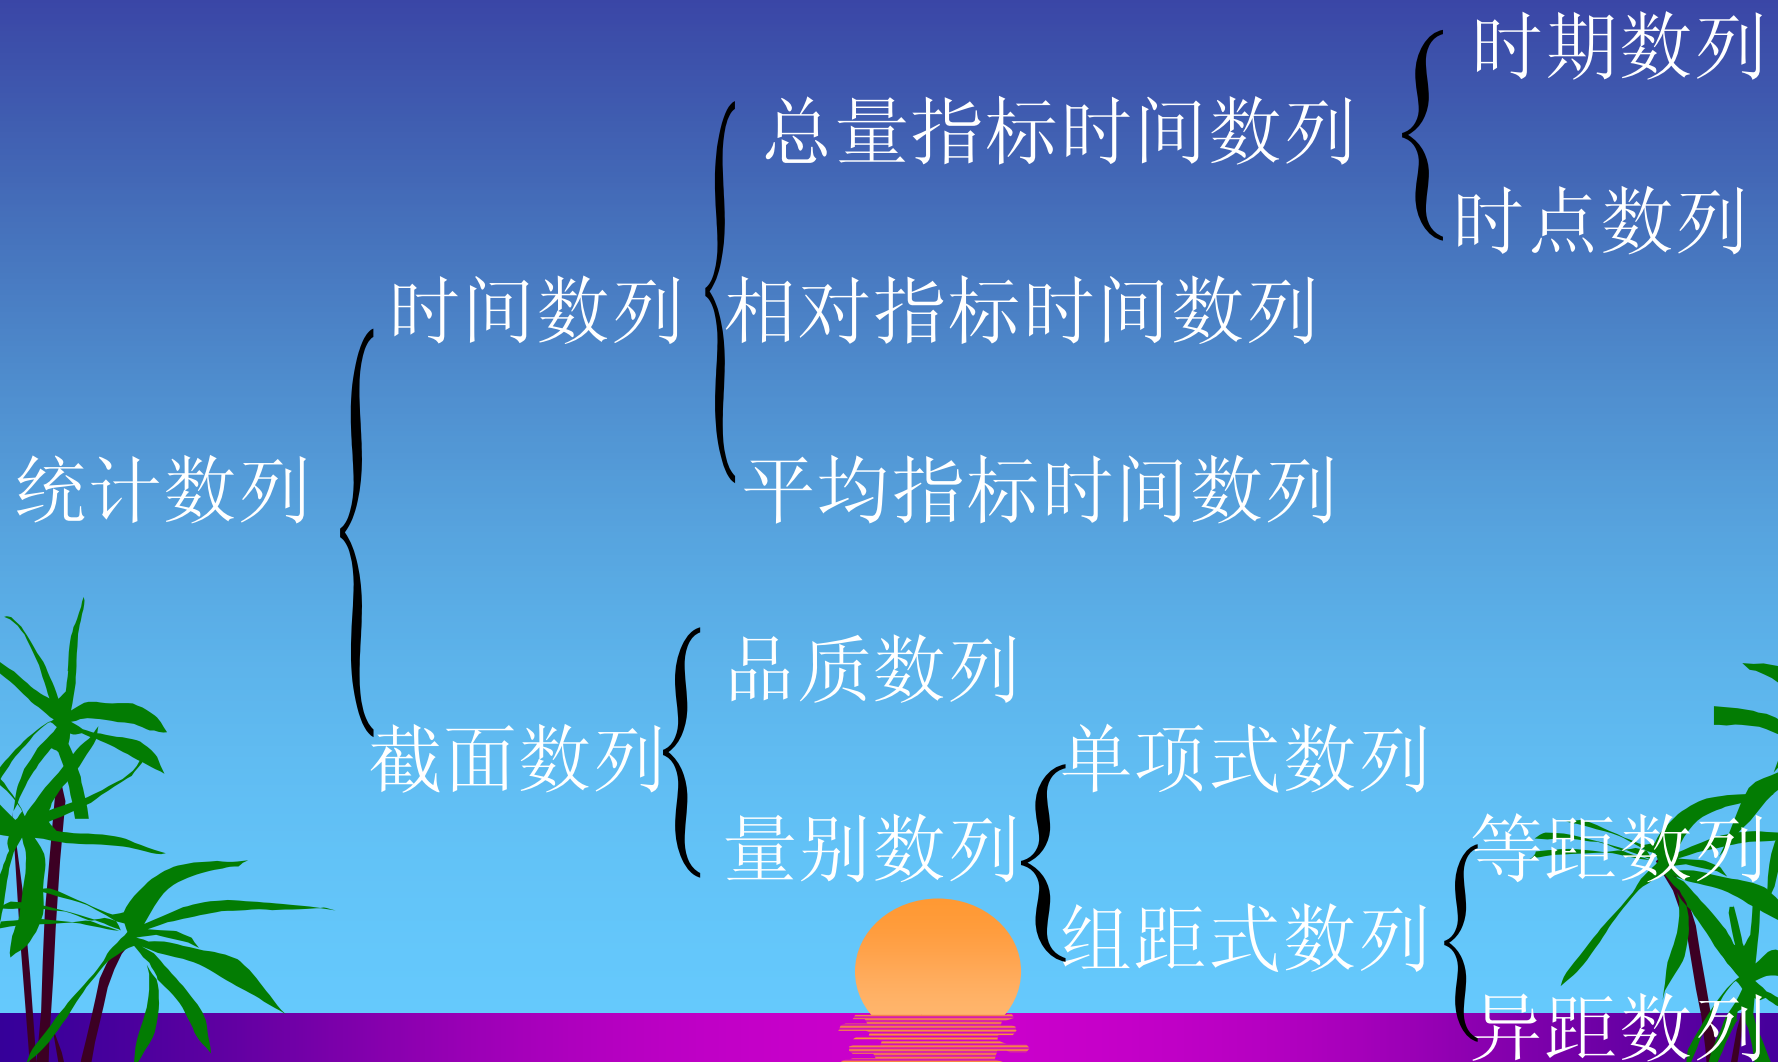 时期数列
总量指标时间数列
时点数列
时间数列
相对指标时间数列
统计数列
平均指标时间数列
品质数列
截面数列
单项式数列
量别数列
等距数列
组距式数列
异距数列